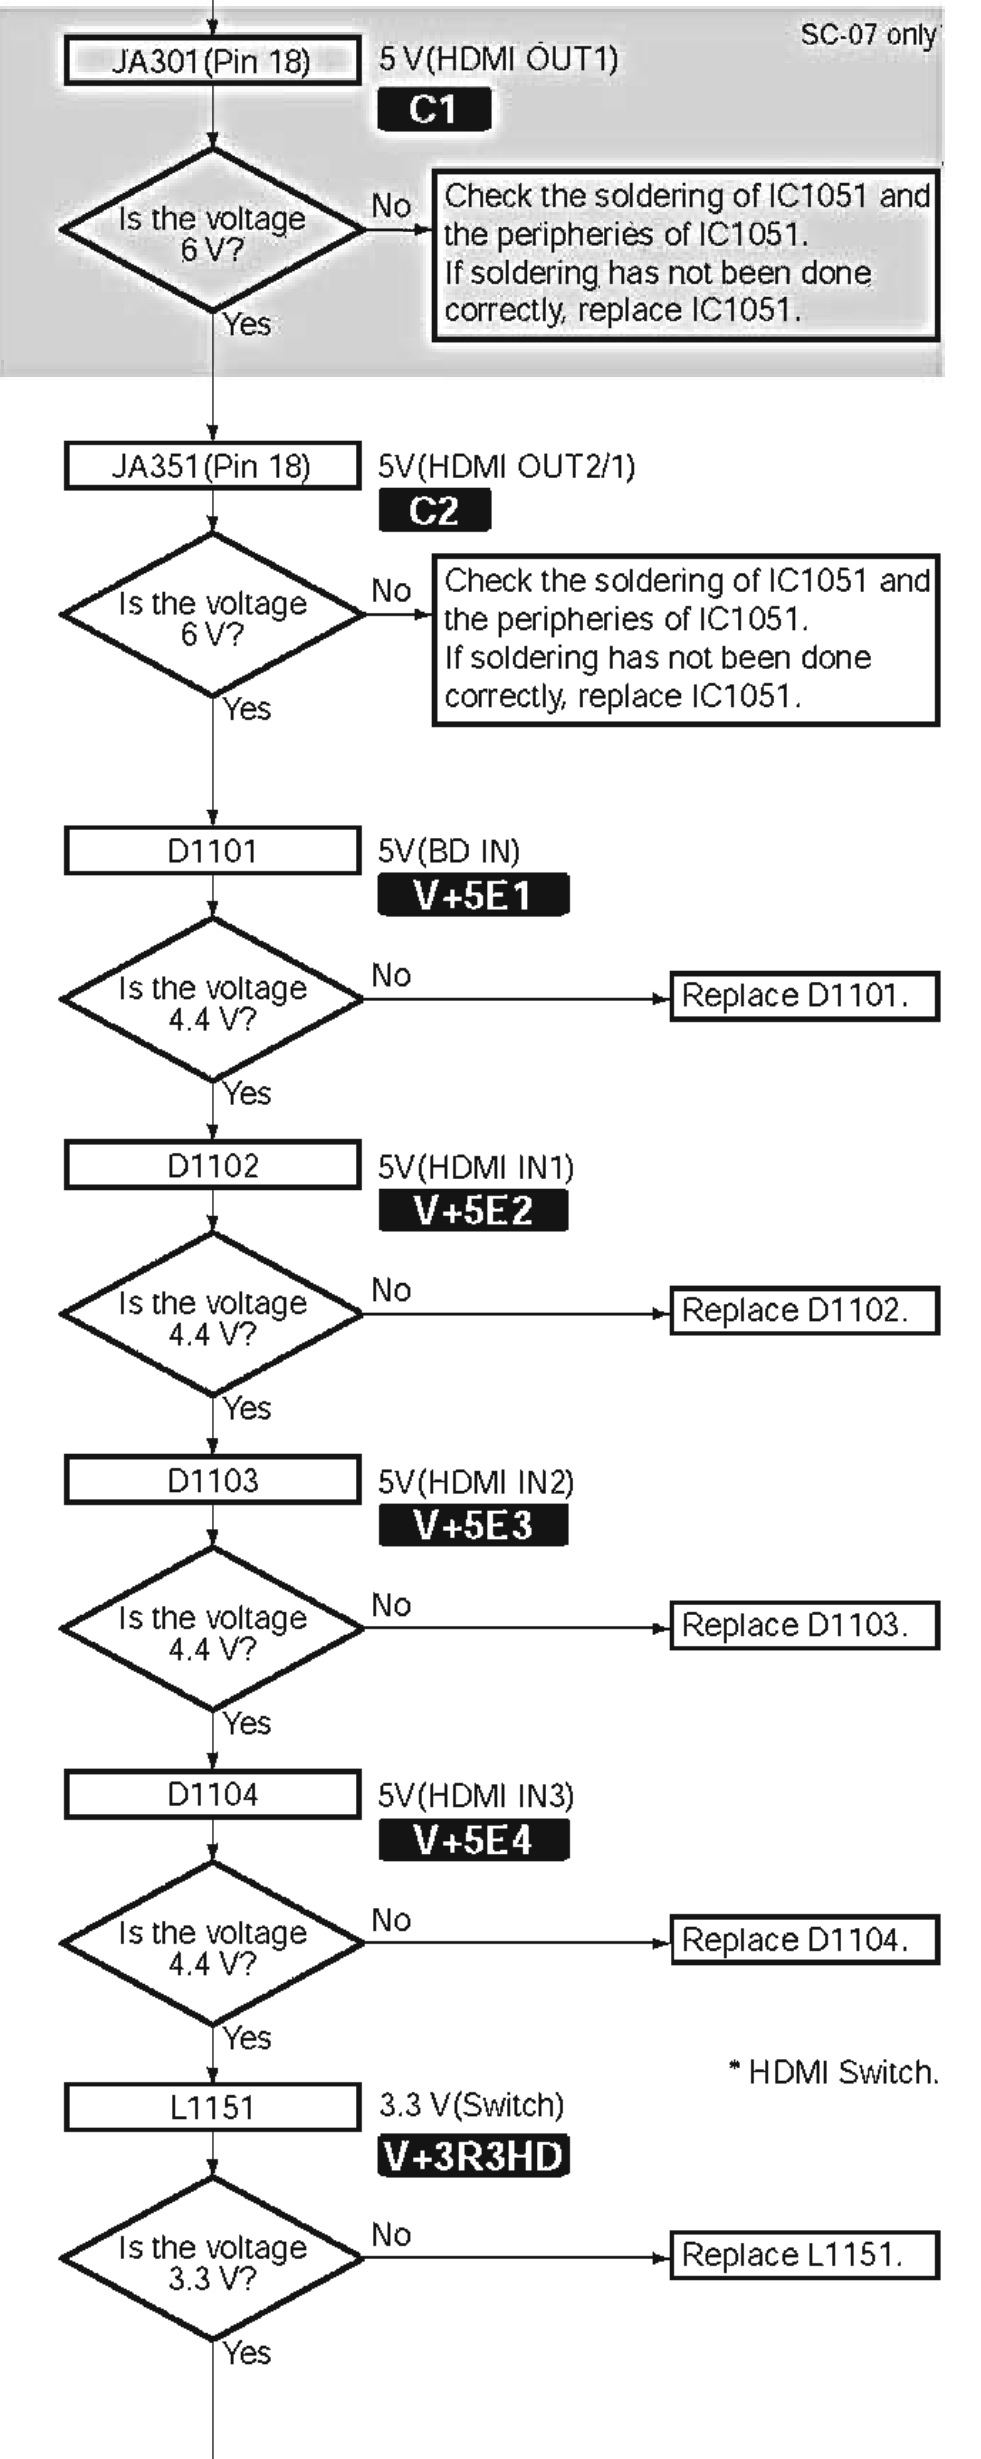 SC-07 only
JA301(Pin 18)
5 V(HDMI OUT1)
C1
Is the voltage
6 V?
No
Check the soldering of IC1051 and
the peripheries of IC1051.
If soldering has not been done
correctly, replace IC1051.
Yes
JA351(Pin 18)
5V(HDMI OUT2/1)
C2
Is the voltage
6 V?
No
Check the soldering of IC1051 and
the peripheries of IC1051.
If soldering has not been done
correctly, replace IC1051.
Yes
D1101
5V(BD IN)
V+5E1
Is the voltage
4.4 V?
No
Replace D1101.
Yes
D1102
5V(HDMI IN1)
V+5E2
Is the voltage
4.4 V?
No
Replace D1102.
Yes
D1103
5V(HDMI IN2)
V+5E3
Is the voltage
4.4 V?
No
Replace D1103.
Yes
D1104
5V(HDMI IN3)
V+5E4
Is the voltage
4.4 V?
No
Replace D1104.
Yes
* HDMI Switch.
L1151
3.3 V(Switch)
V+3R3HD
Is the voltage
3.3 V?
No
Replace L1151.
Yes